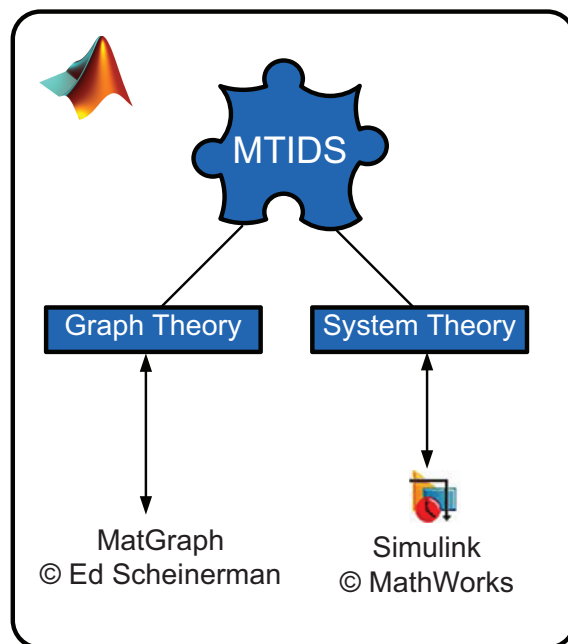 MTIDS
Graph Theory
System Theory
MatGraph
© Ed Scheinerman
Simulink
© MathWorks